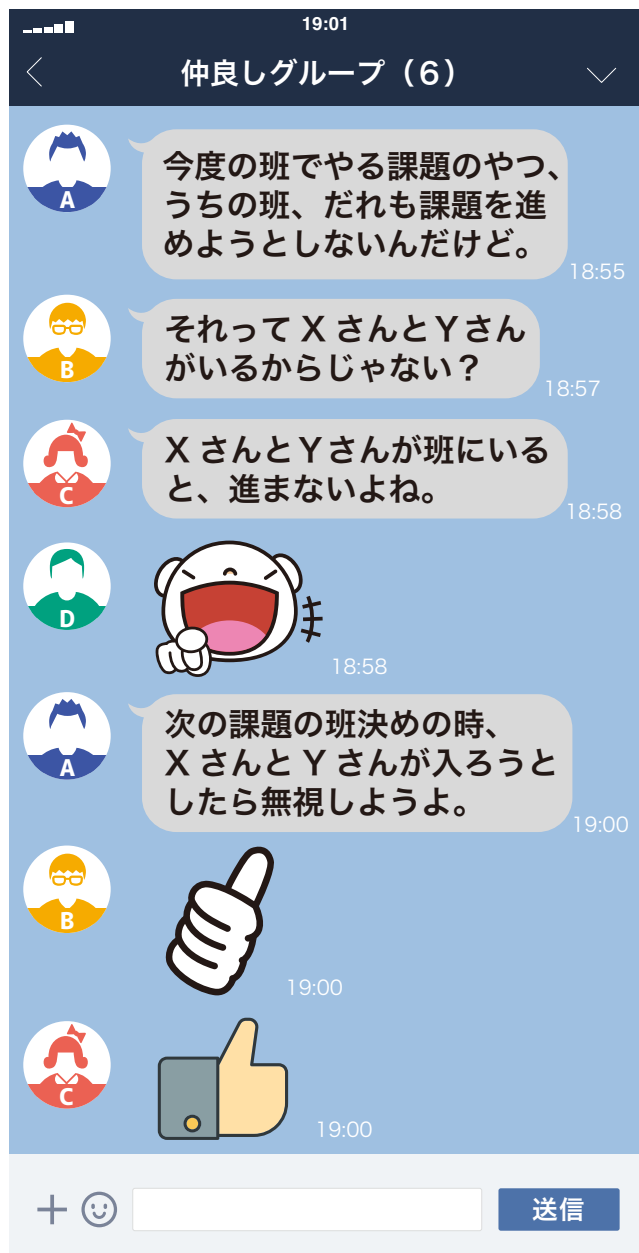 19:01
仲良しグループ（6）
A
今度の班でやる課題のやつ、
うちの班、だれも課題を進
めようとしないんだけど。
18:55
B
それって X さんとYさん
がいるからじゃない？
18:57
C
X さんとYさんが班にいる
と、進まないよね。
18:58
D
18:58
A
次の課題の班決めの時、
X さんと Y さんが入ろうと
したら無視しようよ。
19:00
B
19:00
C
19:00
送信